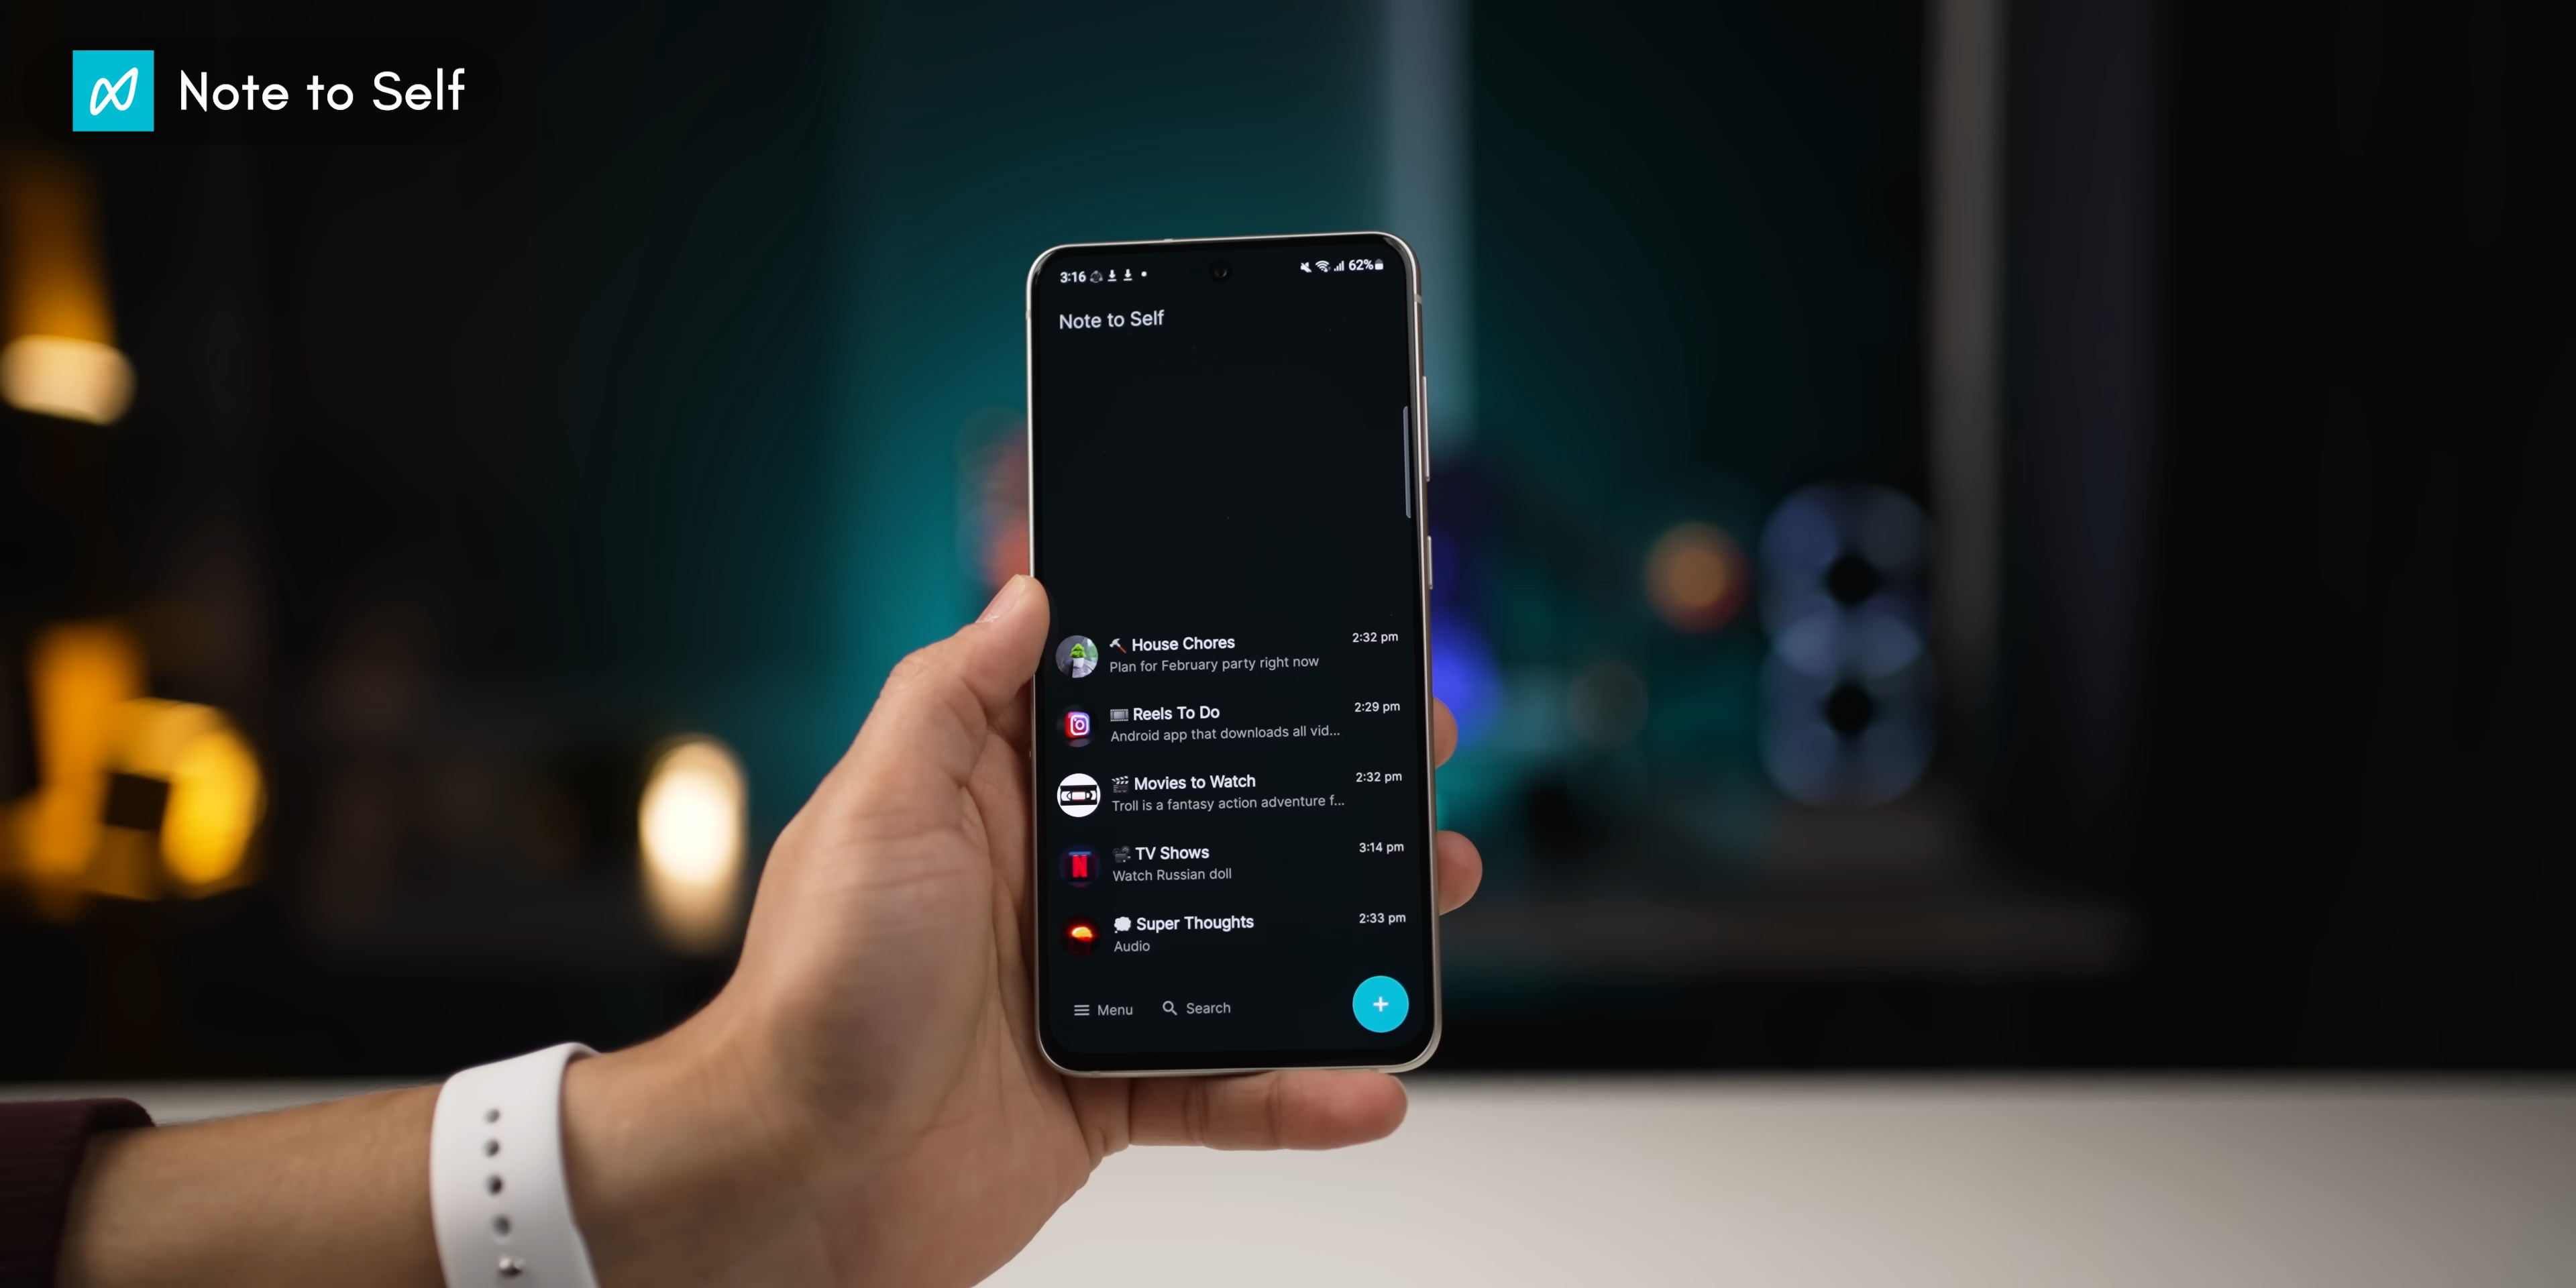 Note to Self
3:16 62%
Note to Self
House Chores 2:32 pm
Plan for February party right now
Reels To Do 2:29 pm
Android app that downloads all vid...
Movies to Watch 2:32 pm
Troll is a fantasy action adventure f...
TV Shows 3:14 pm
Watch Russian doll
Super Thoughts 2:33 pm
Audio
Menu Search +